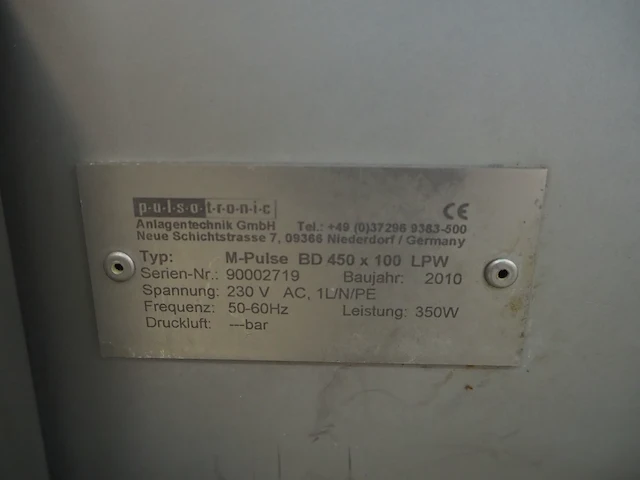 p·u·l·s·o·t·r·o·n·i·c
CE
Anlagentechnik GmbH Tel.: +49 (0)37296 9383-500
Neue Schichtstrasse 7, 09366 Niederdorf / Germany
Typ: M-Pulse BD 450 x 100 LPW
Serien-Nr.: 90002719 Baujahr: 2010
Spannung: 230 V AC, 1L/N/PE
Frequenz: 50-60Hz Leistung: 350W
Druckluft: ---bar